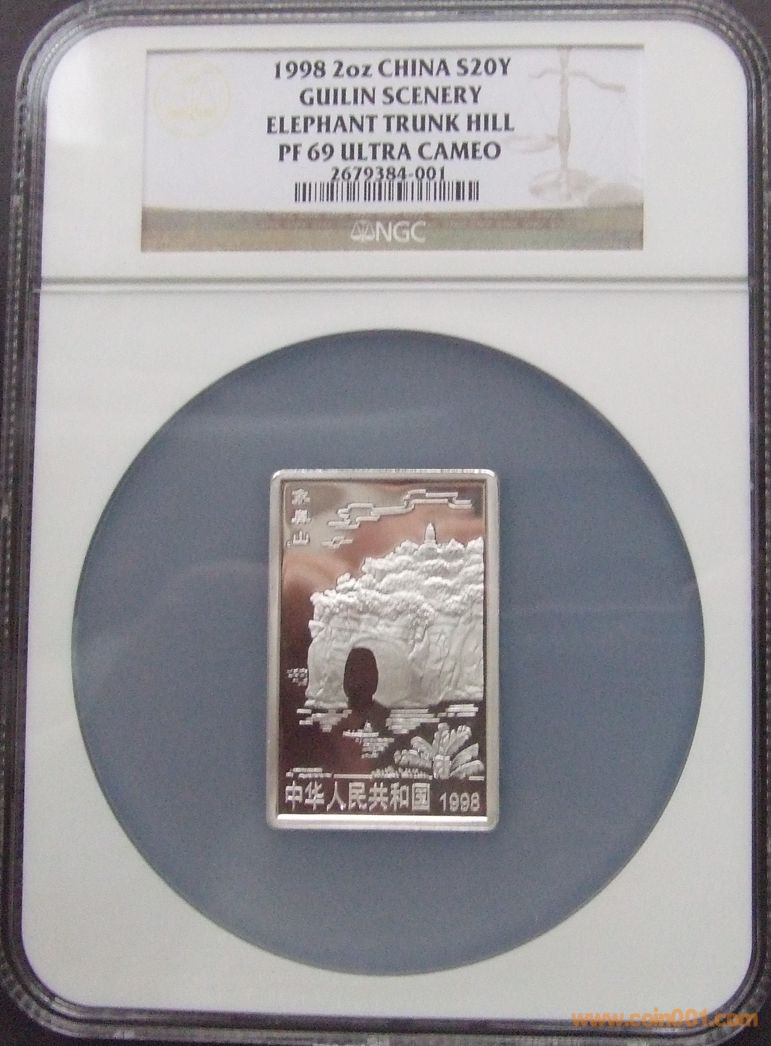 1998 2oz CHINA S20Y
GUILIN SCENERY
ELEPHANT TRUNK HILL
PF 69 ULTRA CAMEO
2679384-001
NGC
象鼻山
中华人民共和国 1998
www.coin001.com